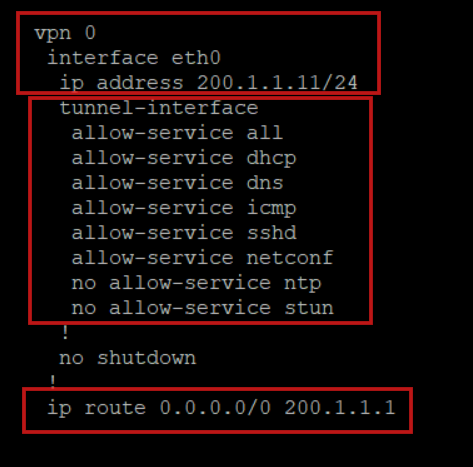 vpn 0
interface eth0
ip address 200.1.1.11/24
tunnel-interface
allow-service all
allow-service dhcp
allow-service dns
allow-service icmp
allow-service sshd
allow-service netconf
no allow-service ntp
no allow-service stun
!
no shutdown
!
ip route 0.0.0.0/0 200.1.1.1